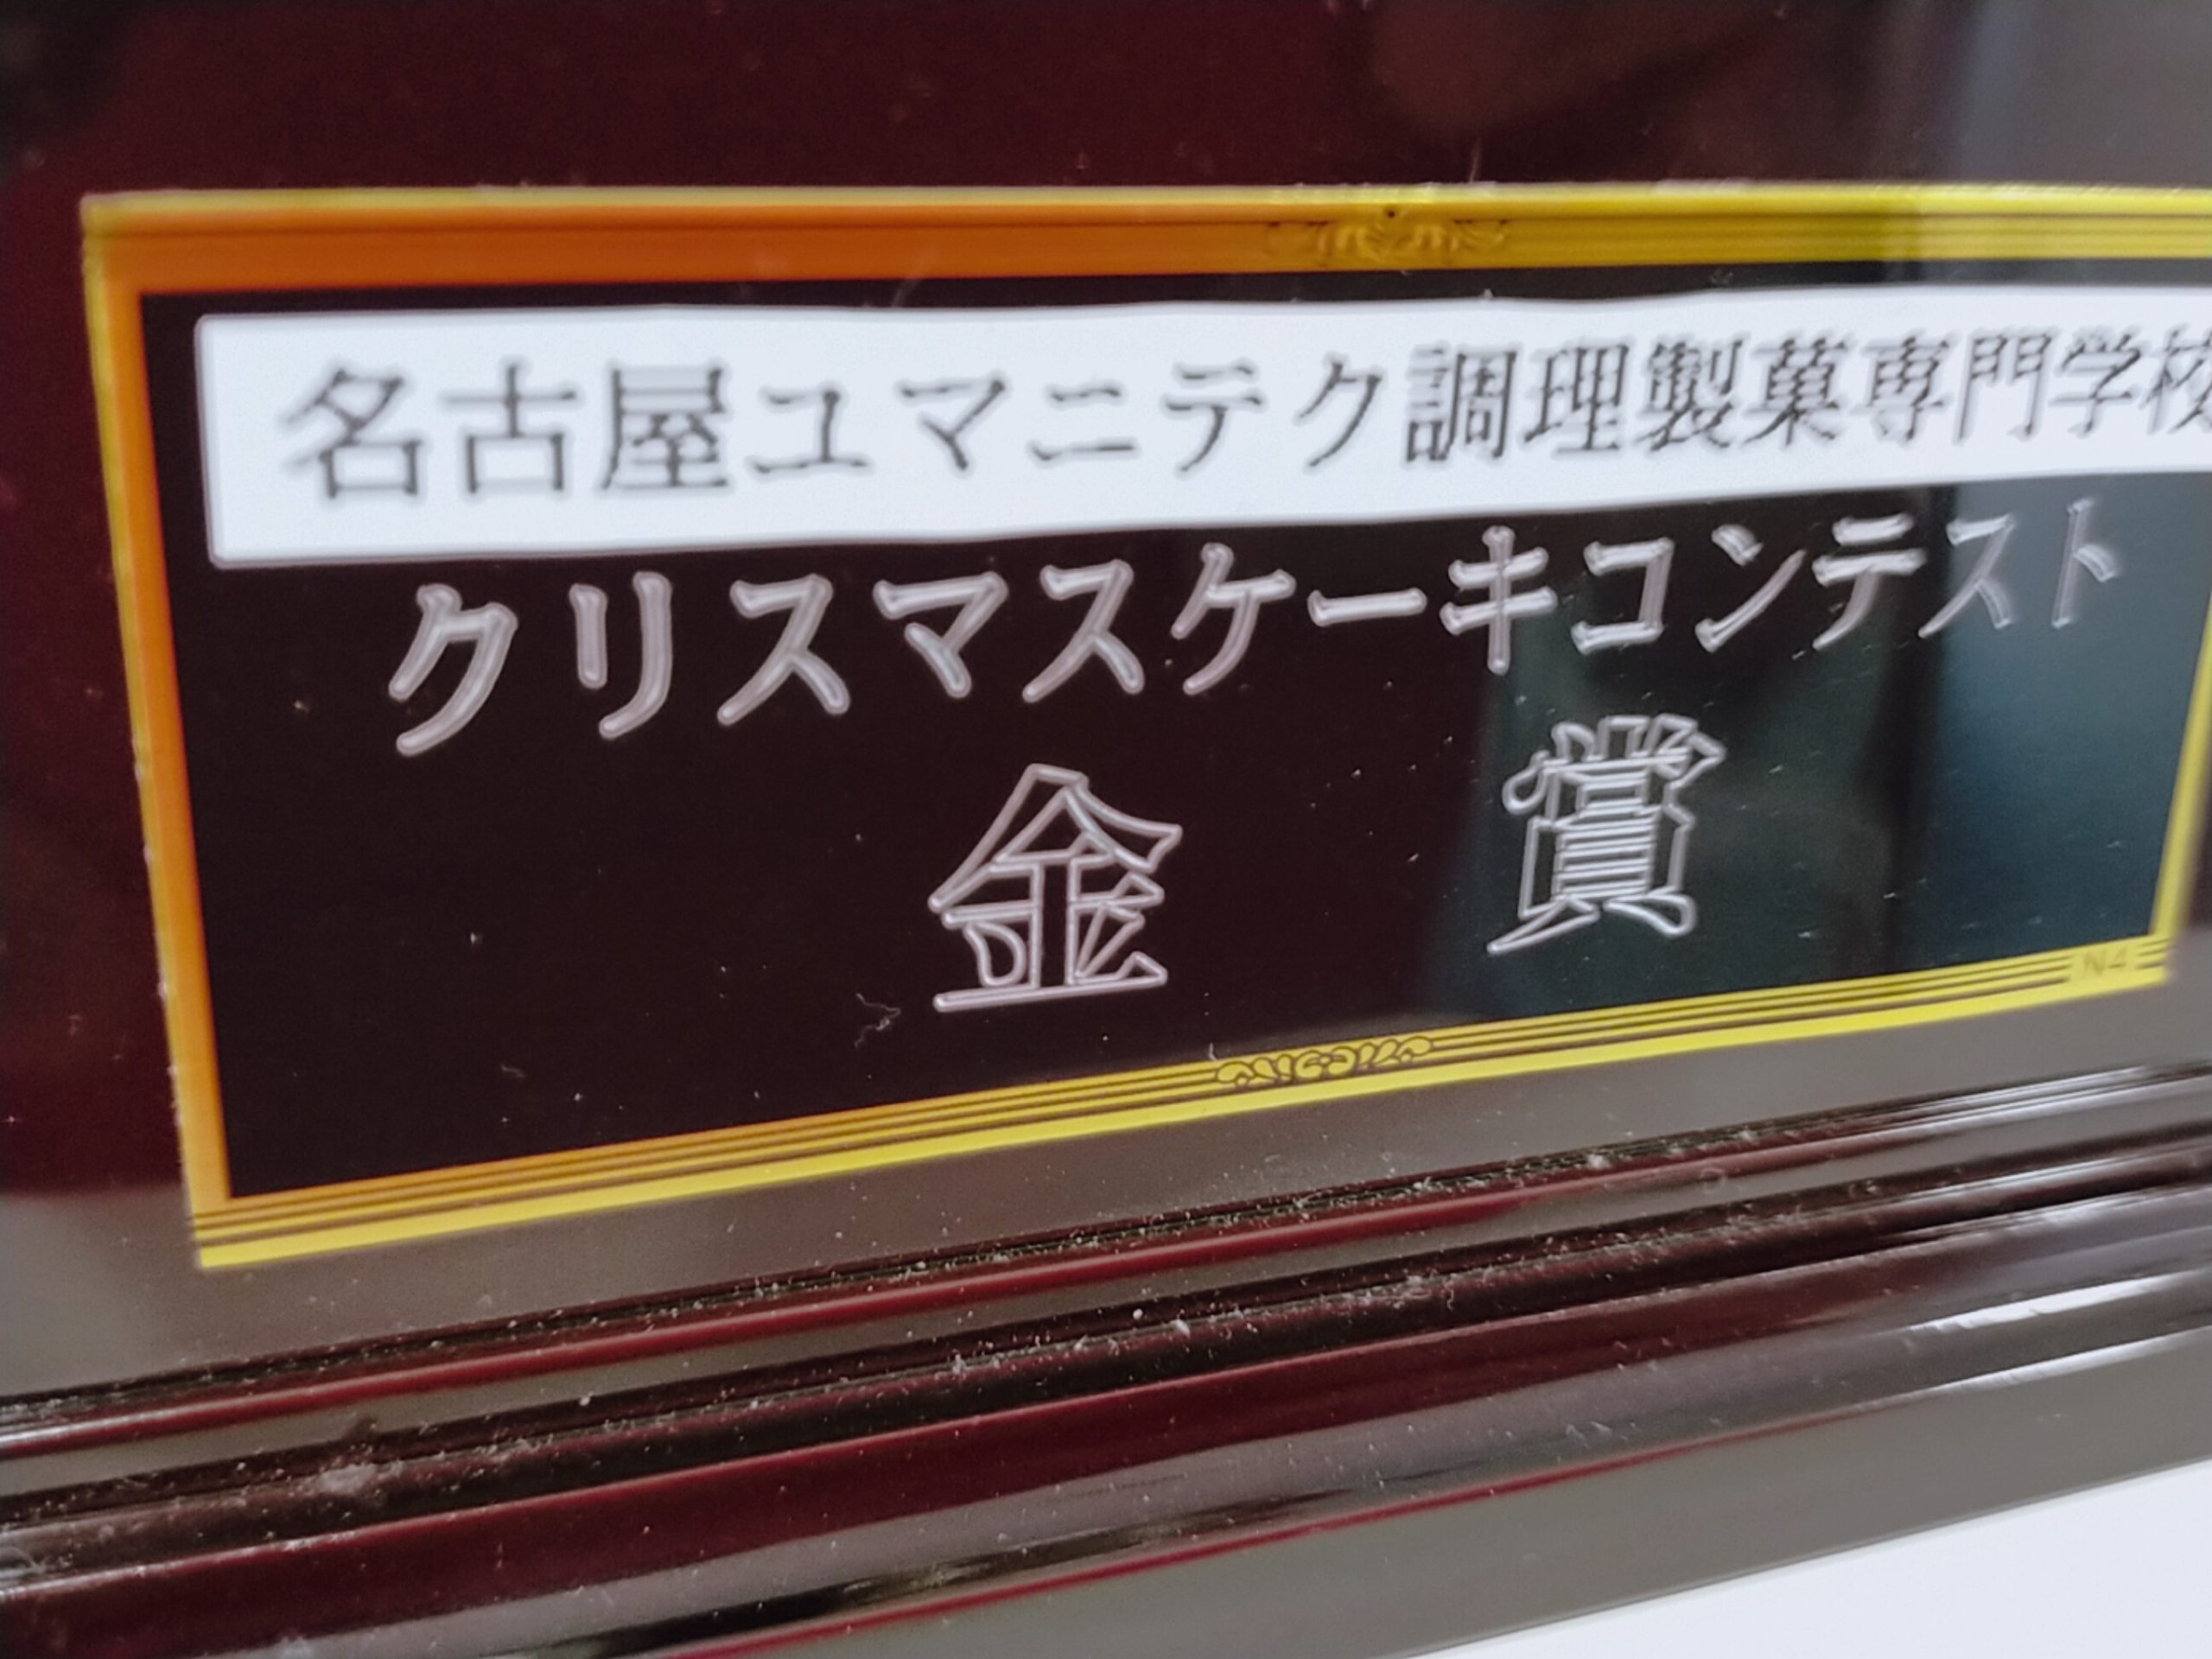 名古屋ユマニテク調理製菓専門学校
クリスマスケーキコンテスト
金賞
N4